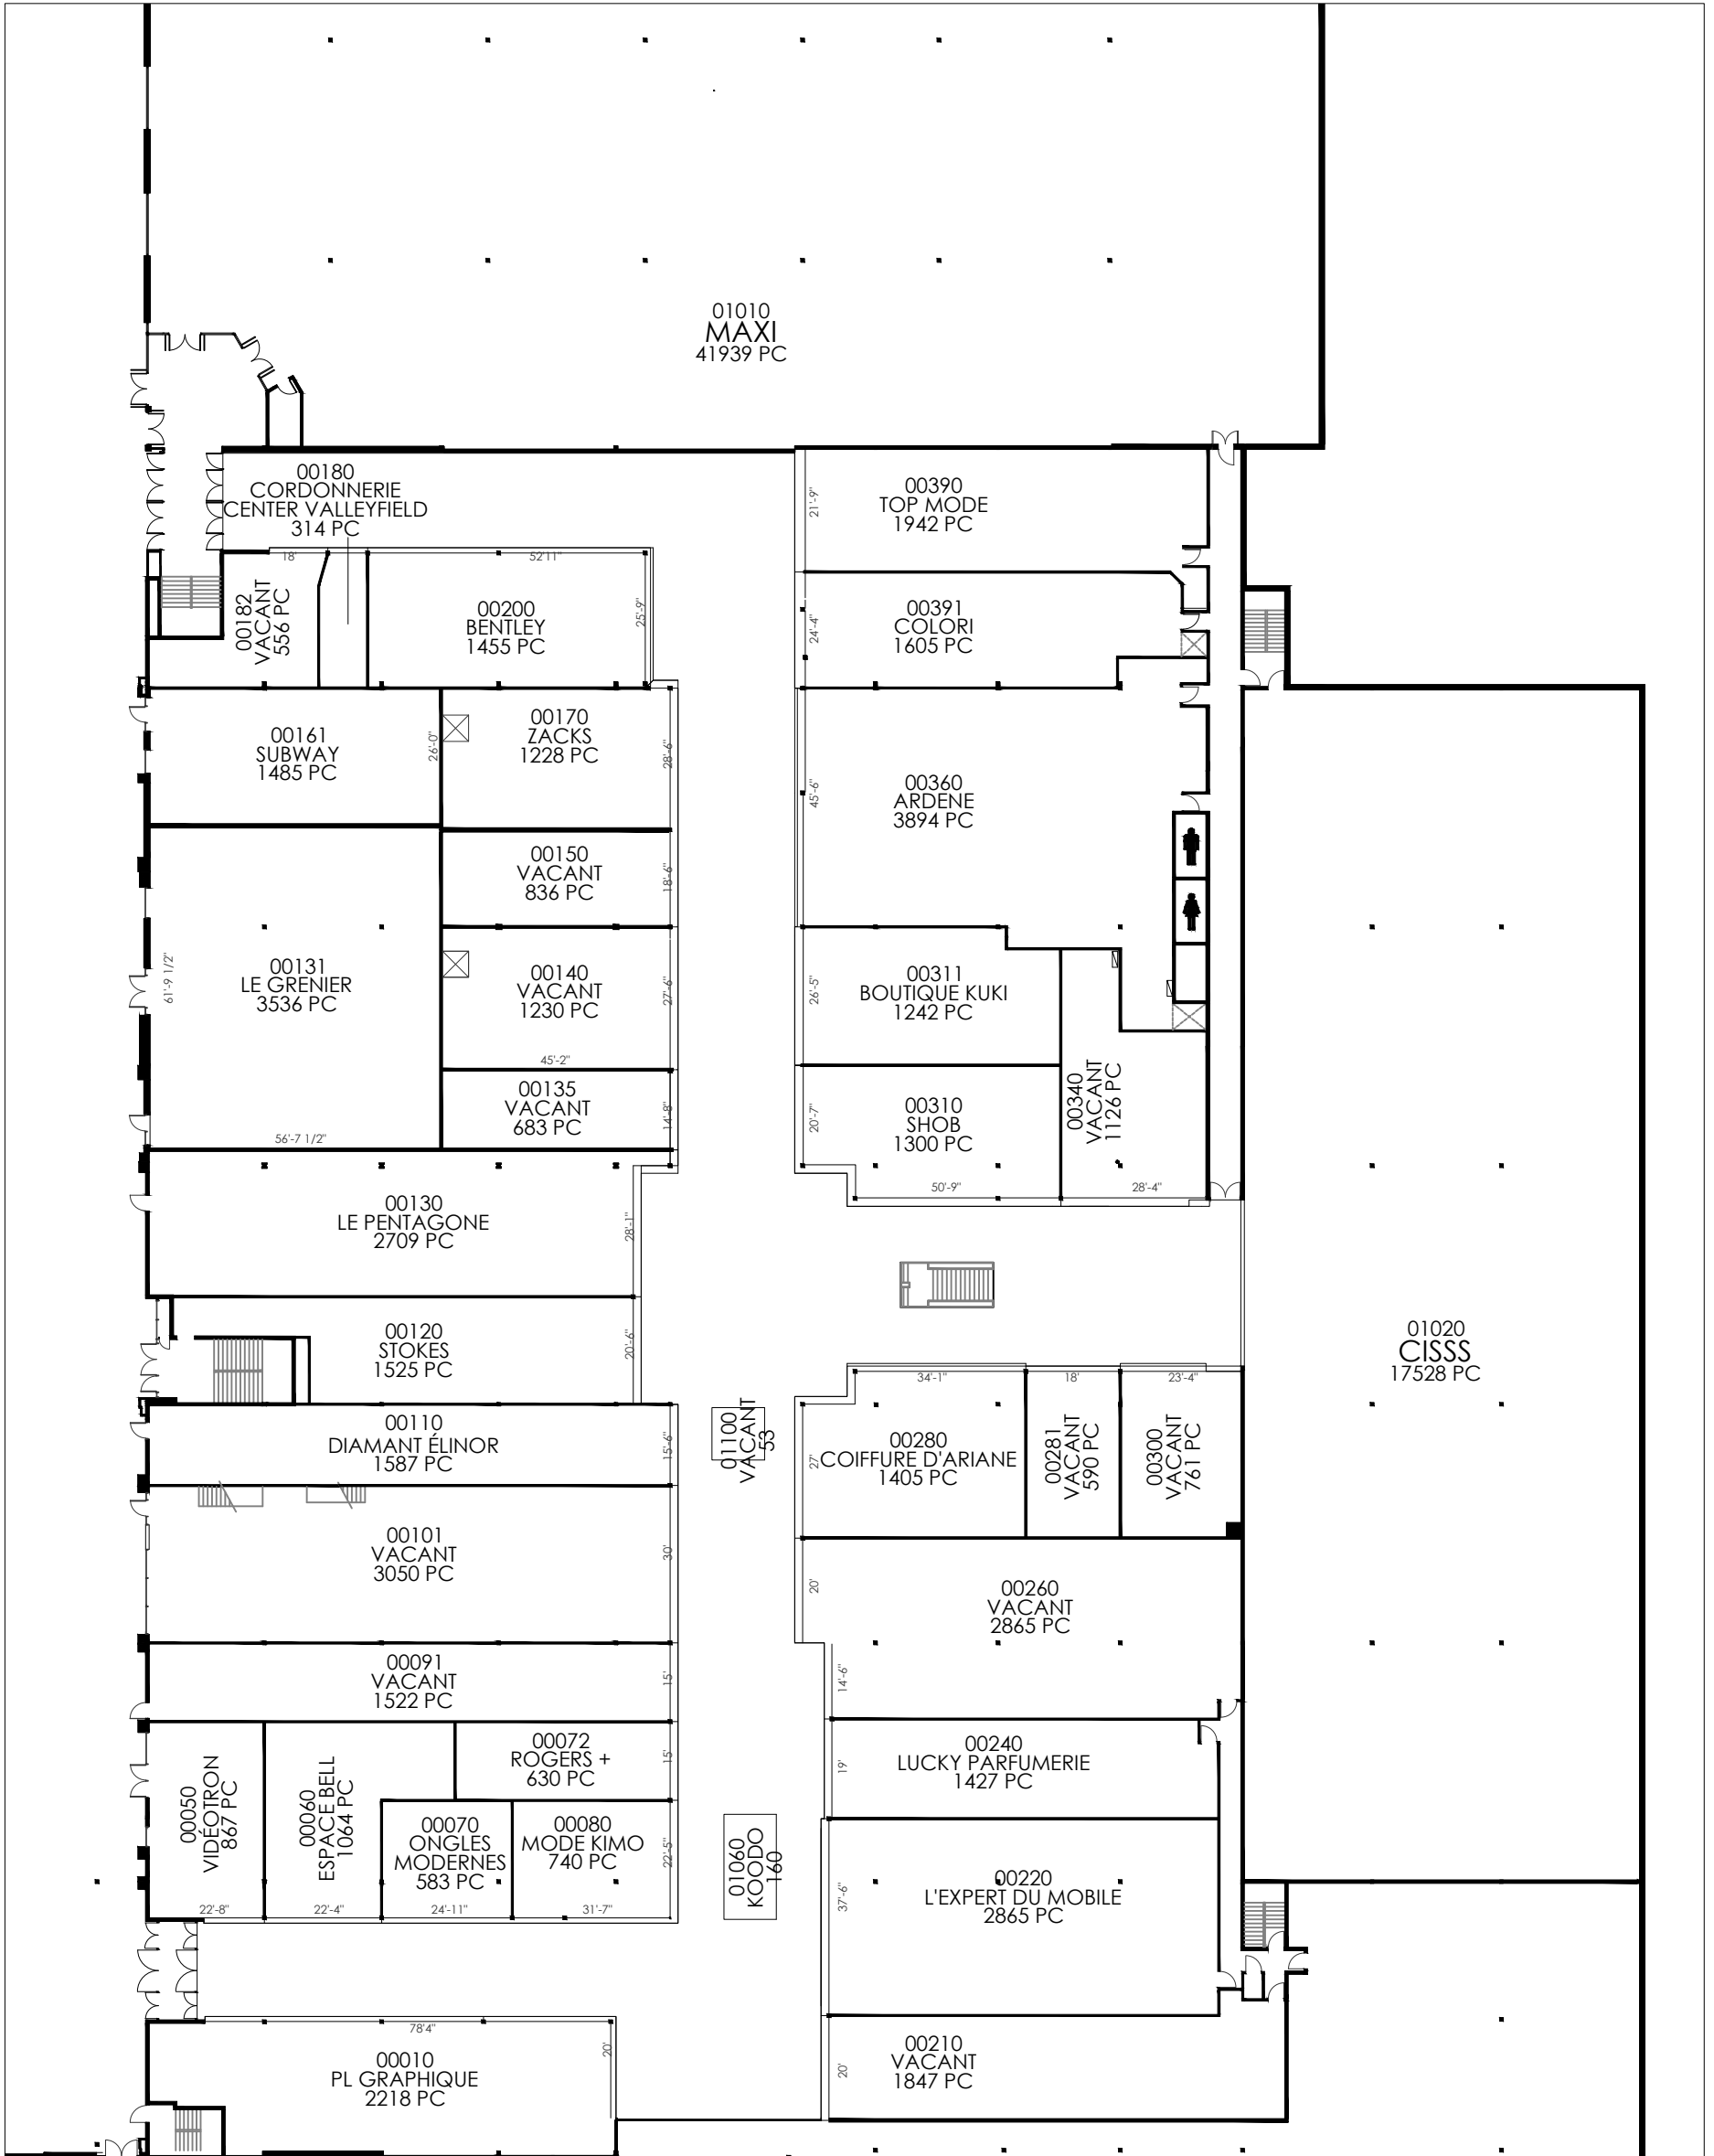 01010
MAXI
41939 PC
00180
CORDONNERIE
CENTER VALLEYFIELD
314 PC
18'
52'11"
00182
VACANT
556 PC
00200
BENTLEY
1455 PC
25'-9"
00390
TOP MODE
1942 PC
21'-9"
00391
COLORI
1605 PC
24'-4"
00161
SUBWAY
1485 PC
26'-0"
00170
ZACKS
1228 PC
28'-6"
00360
ARDENE
3894 PC
45'-6"
00150
VACANT
836 PC
18'-6"
00131
LE GRENIER
3536 PC
61'-9 1/2"
56'-7 1/2"
00140
VACANT
1230 PC
27'-6"
45'-2"
00311
BOUTIQUE KUKI
1242 PC
26'-5"
00135
VACANT
683 PC
14'-8"
00310
SHOB
1300 PC
20'-7"
50'-9"
00340
VACANT
1126 PC
28'-4"
00130
LE PENTAGONE
2709 PC
28'-1"
00120
STOKES
1525 PC
20'-6"
01020
CISSS
17528 PC
00110
DIAMANT ÉLINOR
1587 PC
15'-6"
01100
VACANT
53
34'-1"
18'
23'-4"
00280
COIFFURE D'ARIANE
1405 PC
27'
00281
VACANT
590 PC
00300
VACANT
761 PC
00101
VACANT
3050 PC
30'
00260
VACANT
2865 PC
20'
14'-6"
00091
VACANT
1522 PC
15'
00072
ROGERS +
630 PC
15'
00240
LUCKY PARFUMERIE
1427 PC
19'
00050
VIDÉOTRON
867 PC
22'-8"
00060
ESPACE BELL
1064 PC
22'-4"
00070
ONGLES
MODERNES
583 PC
24'-11"
00080
MODE KIMO
740 PC
22'-5"
31'-7"
01060
KOODO
160
00220
L'EXPERT DU MOBILE
2865 PC
37'-6"
78'4"
20'
00010
PL GRAPHIQUE
2218 PC
00210
VACANT
1847 PC
20'